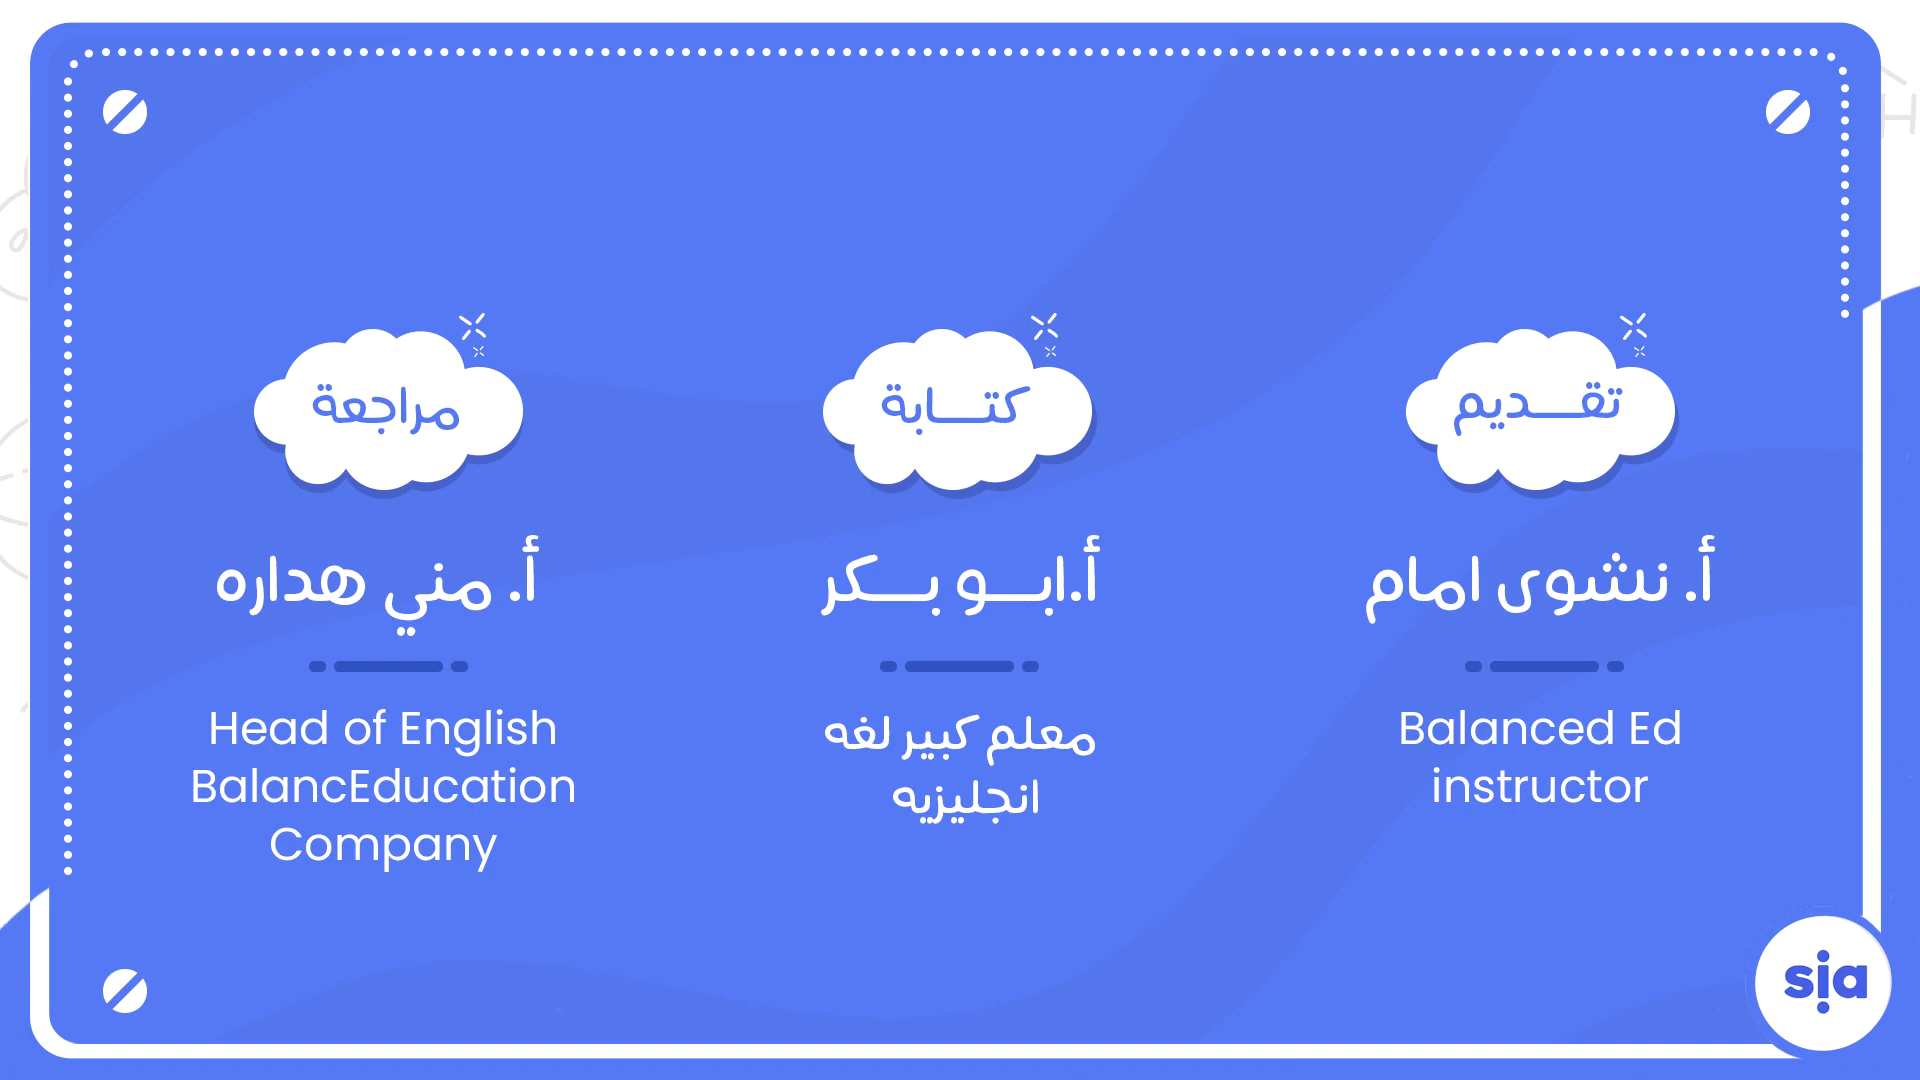 تقـــديم
أ. نشوى امام
Balanced Ed
instructor
كتـــابة
أ.ابـــو بـــكر
معلم كبير لغه
انجليزيه
مراجعة
أ. مني هداره
Head of English
BalancEducation
Company
sia